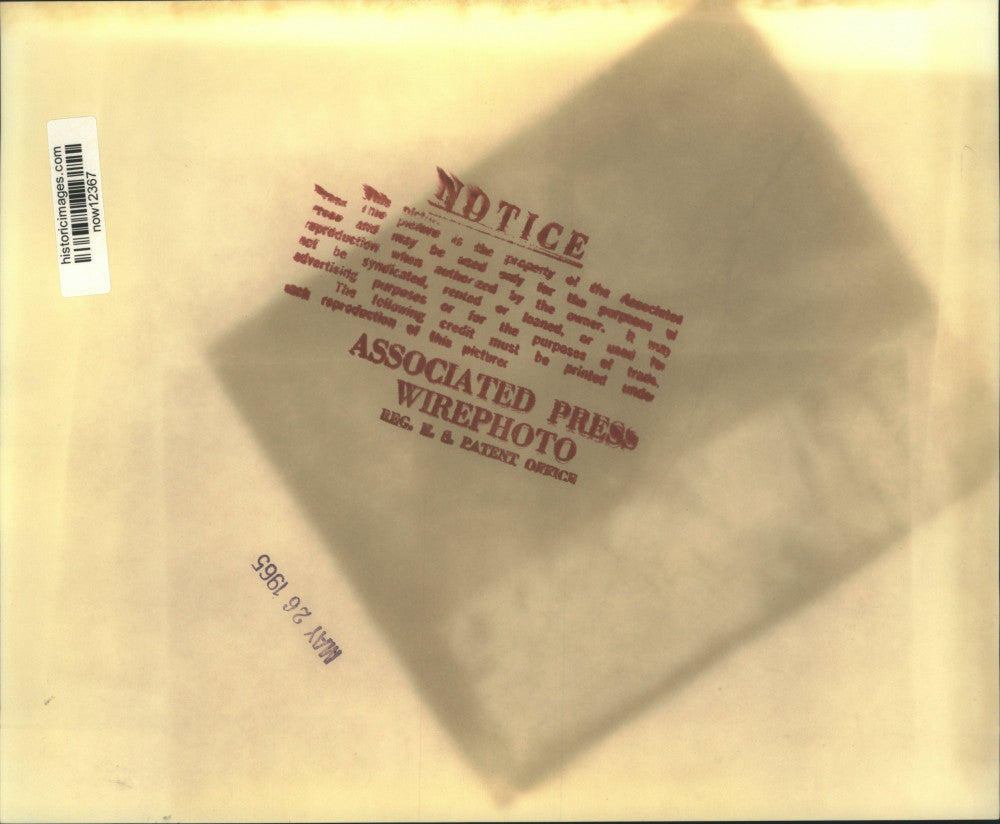 historicimages.com
now12367
NOTICE
This picture is the property of the Associated
Press and may be used only for the purposes of
reproduction when authorized by the owner. It may
not be syndicated, rented or loaned, or used for
advertising purposes or for the purposes of trade.
The following credit must be printed under
each reproduction of this picture:
ASSOCIATED PRESS
WIREPHOTO
REG. U. S. PATENT OFFICE
MAY 26 1965